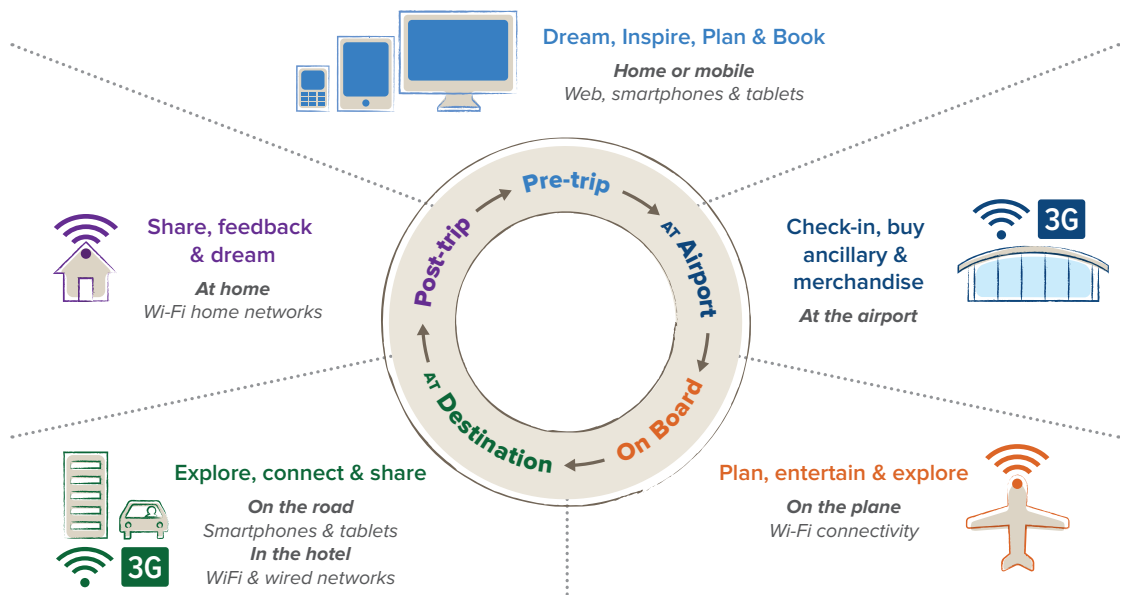 Dream, Inspire, Plan & Book
Home or mobile
Web, smartphones & tablets
Pre-trip
AT Airport
On Board
AT Destination
Post-trip
Share, feedback
& dream
At home
Wi-Fi home networks
Check-in, buy
ancillary &
merchandise
At the airport
3G
Explore, connect & share
On the road
Smartphones & tablets
In the hotel
WiFi & wired networks
3G
Plan, entertain & explore
On the plane
Wi-Fi connectivity